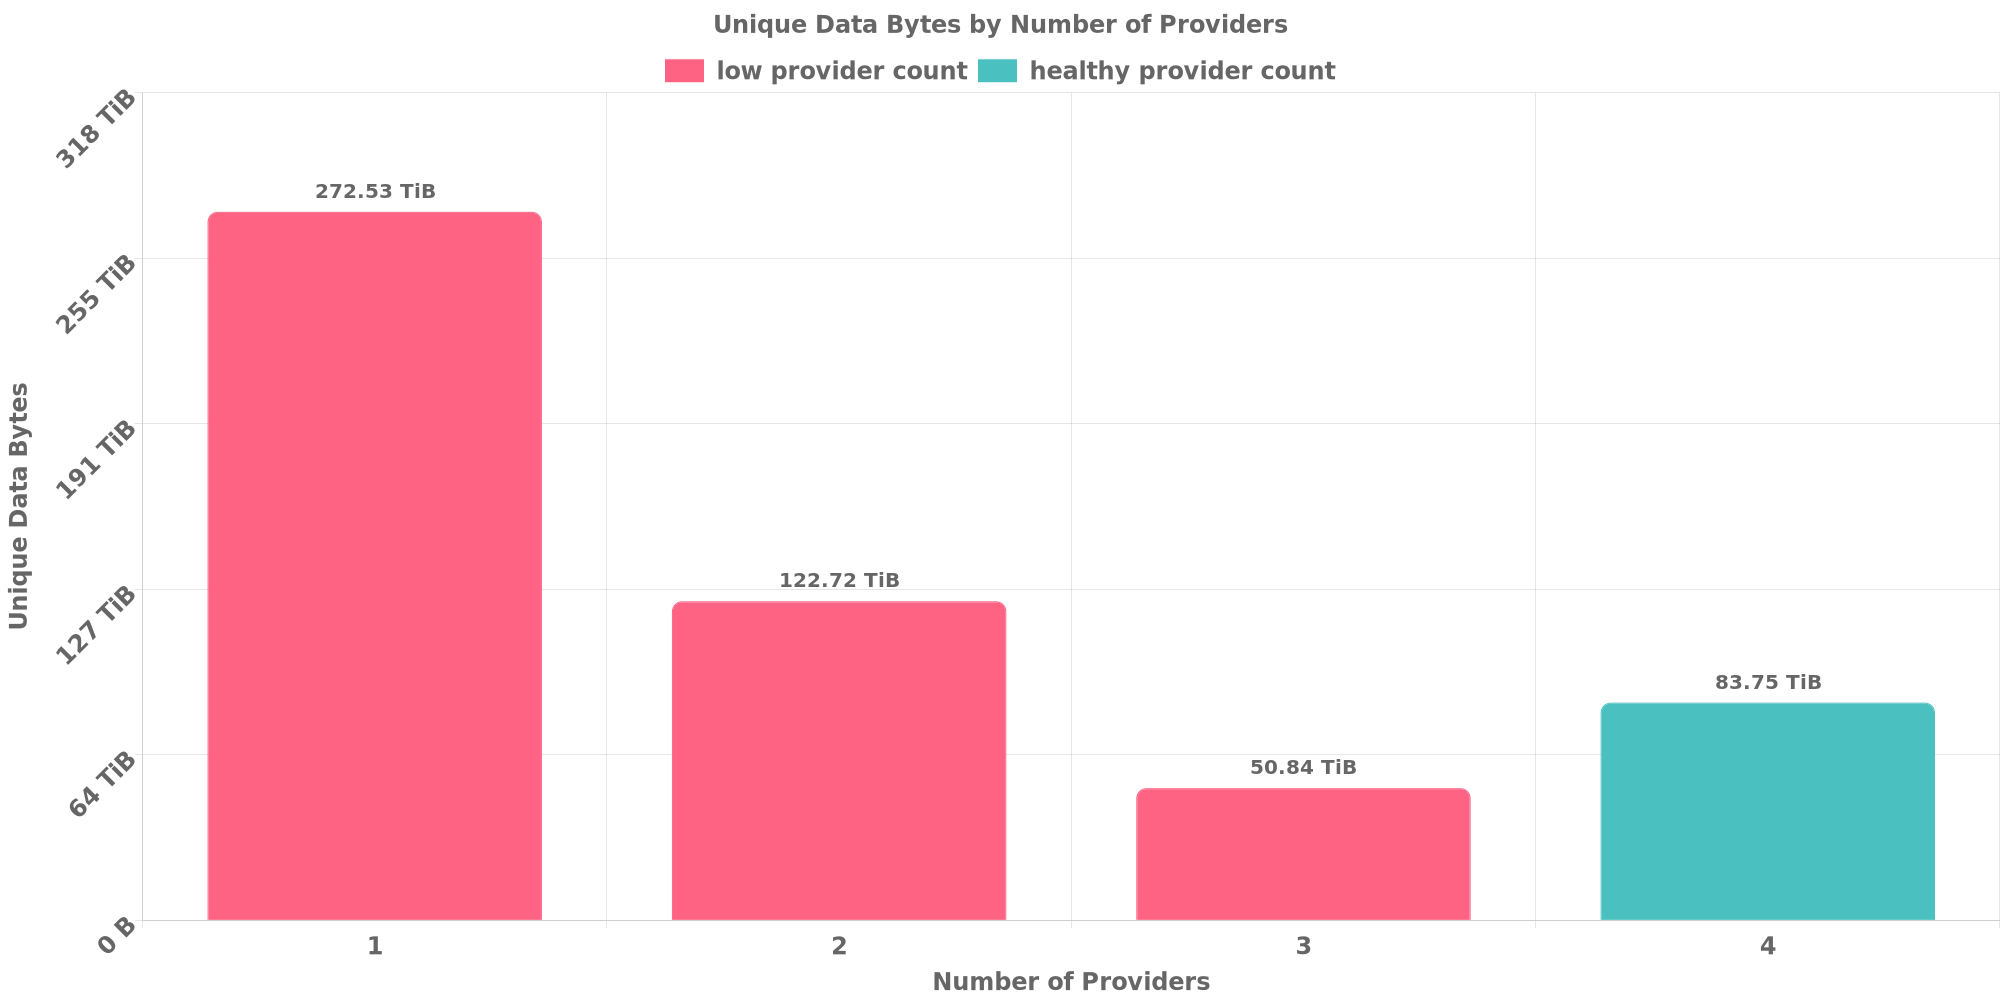 Unique Data Bytes by Number of Providers
low provider count healthy provider count
318 TiB
255 TiB
191 TiB
127 TiB
64 TiB
0 B
Unique Data Bytes
272.53 TiB
122.72 TiB
50.84 TiB
83.75 TiB
1 2 3 4
Number of Providers